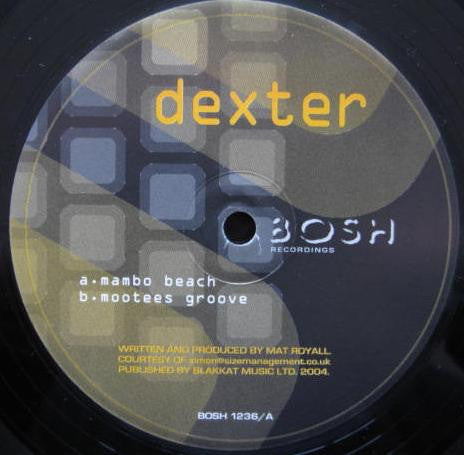 dexter
BOSH
RECORDINGS
a.mambo beach
b.mootees groove
WRITTEN AND PRODUCED BY MAT ROYALL.
COURTESY OF simon@sizemanagement.co.uk
PUBLISHED BY BLAKKAT MUSIC LTD. 2004.
BOSH 1236/A